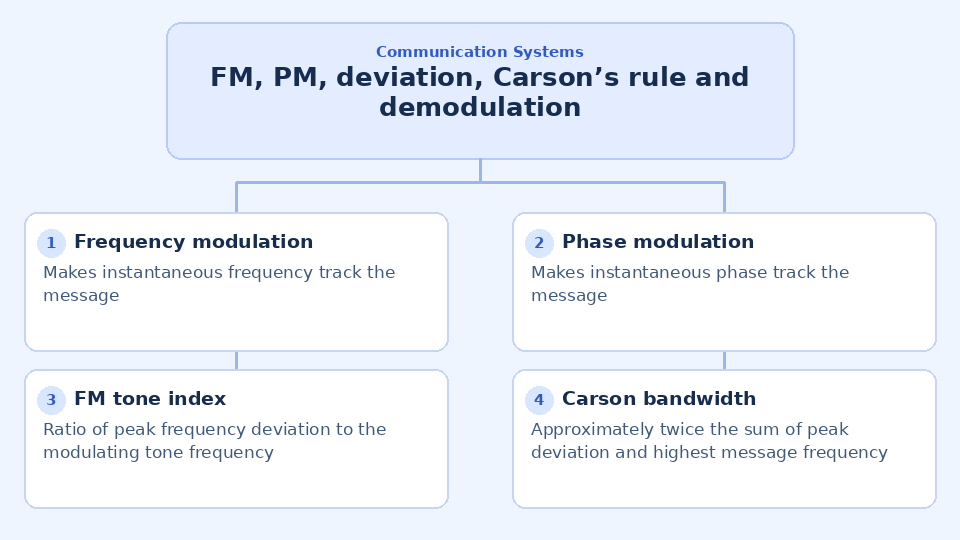 Communication Systems
FM, PM, deviation, Carson’s rule and
demodulation
1 Frequency modulation
Makes instantaneous frequency track the
message
2 Phase modulation
Makes instantaneous phase track the
message
3 FM tone index
Ratio of peak frequency deviation to the
modulating tone frequency
4 Carson bandwidth
Approximately twice the sum of peak
deviation and highest message frequency